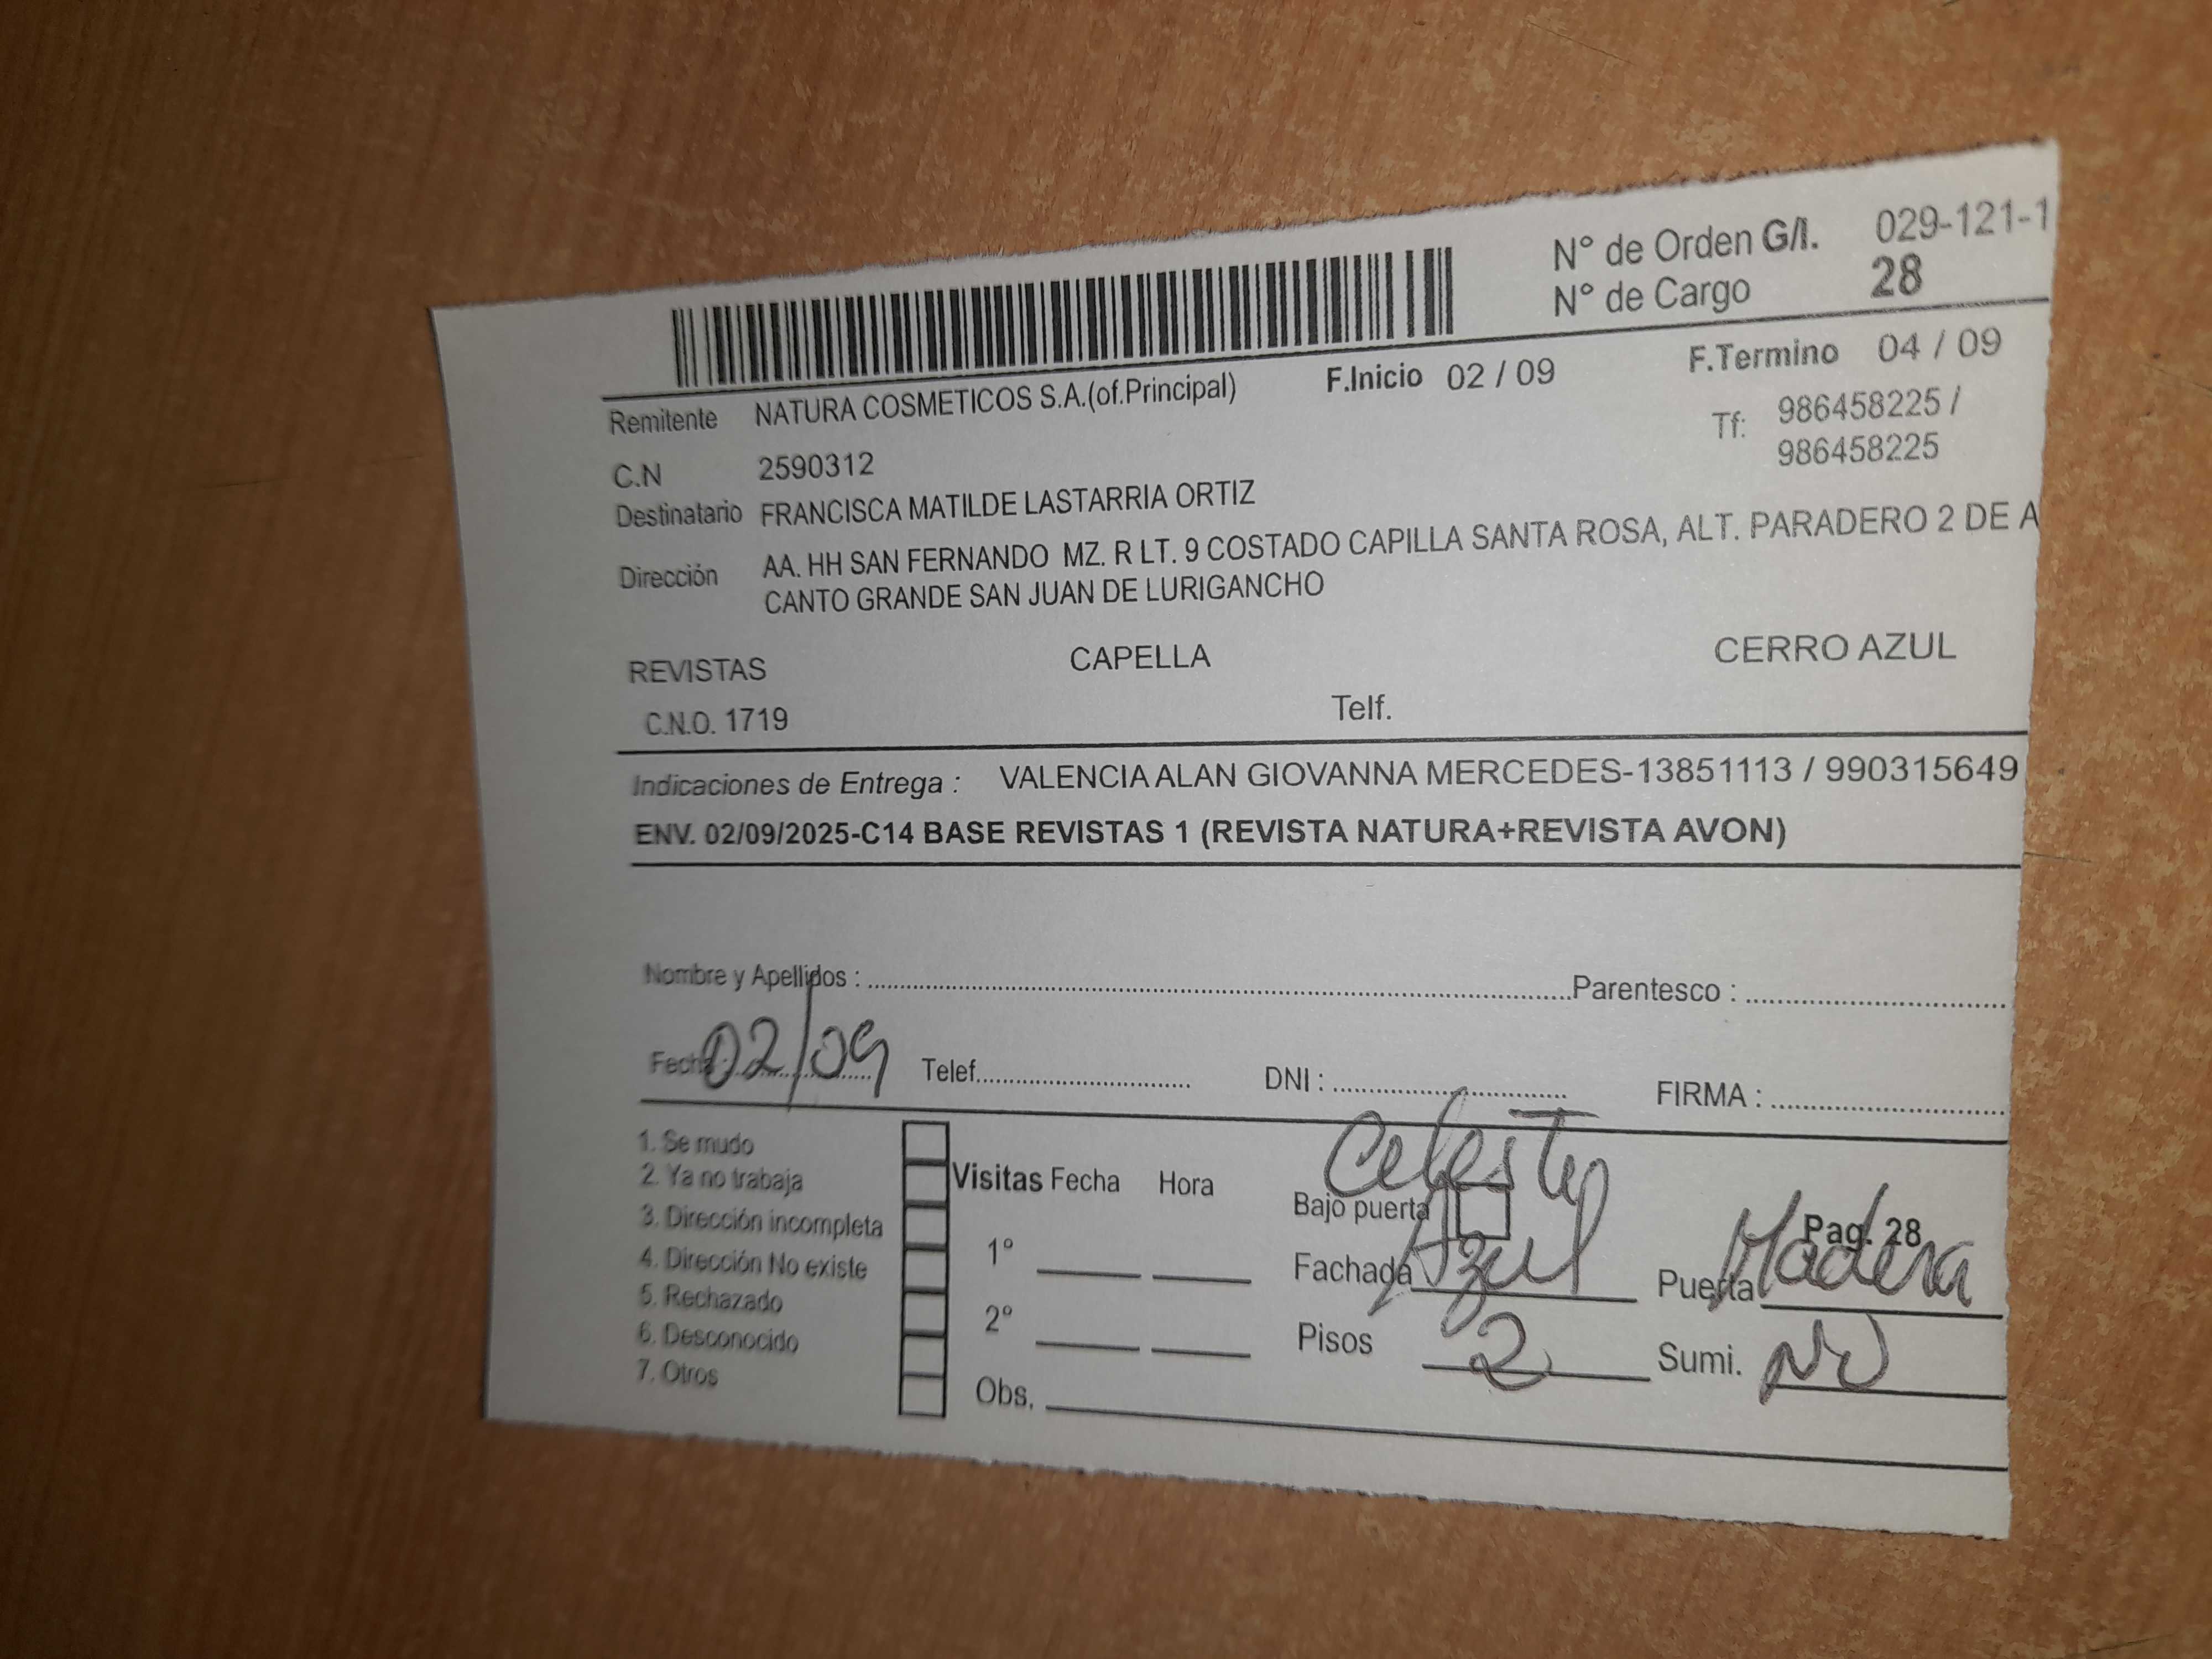 N° de Orden G/I. 029-121-1
N° de Cargo 28
F.Inicio 02 / 09 F.Termino 04 / 09
Remitente NATURA COSMETICOS S.A.(of.Principal)
Tf: 986458225 /
986458225
C.N 2590312
Destinatario FRANCISCA MATILDE LASTARRIA ORTIZ
Dirección AA. HH SAN FERNANDO MZ. R LT. 9 COSTADO CAPILLA SANTA ROSA, ALT. PARADERO 2 DE A
CANTO GRANDE SAN JUAN DE LURIGANCHO
REVISTAS CAPELLA CERRO AZUL
C.N.O. 1719 Telf.
Indicaciones de Entrega : VALENCIA ALAN GIOVANNA MERCEDES-13851113 / 990315649
ENV. 02/09/2025-C14 BASE REVISTAS 1 (REVISTA NATURA+REVISTA AVON)
Nombre y Apellidos : Parentesco :
Fecha : 02/09 Telef. DNI : FIRMA :
1. Se mudo
2. Ya no trabaja
3. Dirección incompleta
4. Dirección No existe
5. Rechazado
6. Desconocido
7. Otros
Visitas Fecha Hora
1°
2°
Obs.
Celeste y
Bajo puerta
Fachada Azul
Pisos 2
Pag. 28
Puerta Madera
Sumi. NO